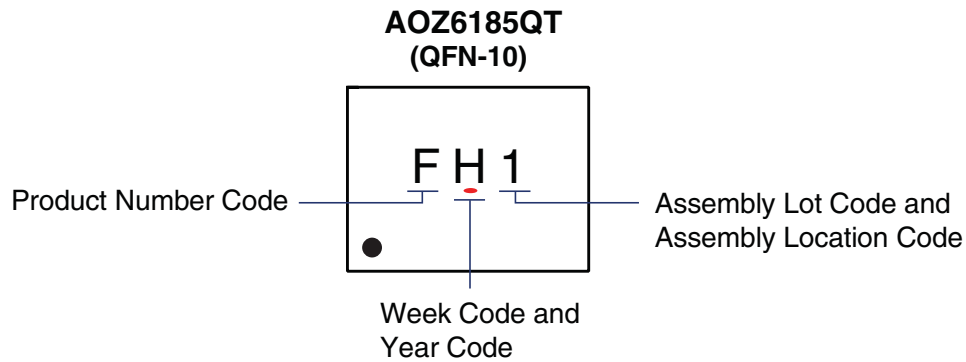 AOZ6185QT
(QFN-10)
F H 1
Product Number Code
Assembly Lot Code and
Assembly Location Code
Week Code and
Year Code